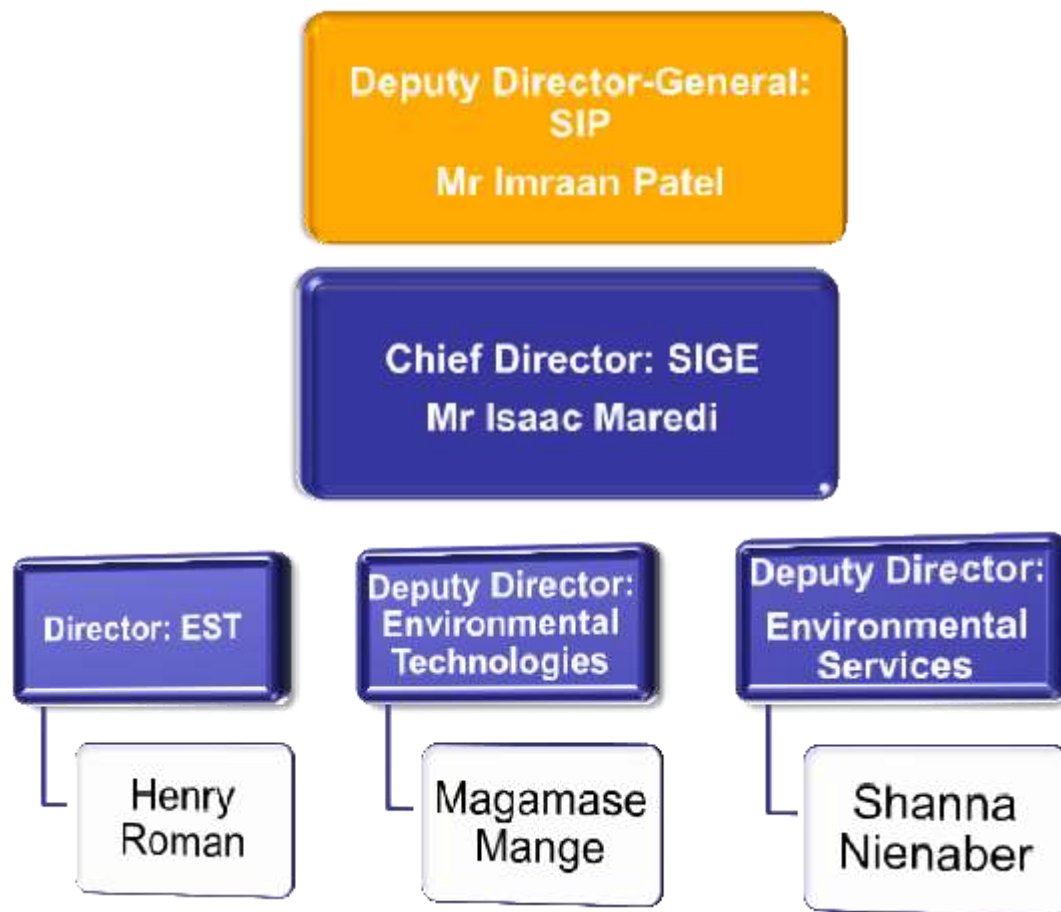 Deputy Director-General:
SIP
Mr Imraan Patel
Chief Director: SIGE
Mr Isaac Maredi
Director: EST
Henry
Roman
Deputy Director:
Environmental
Technologies
Magamase
Mange
Deputy Director:
Environmental
Services
Shanna
Nienaber